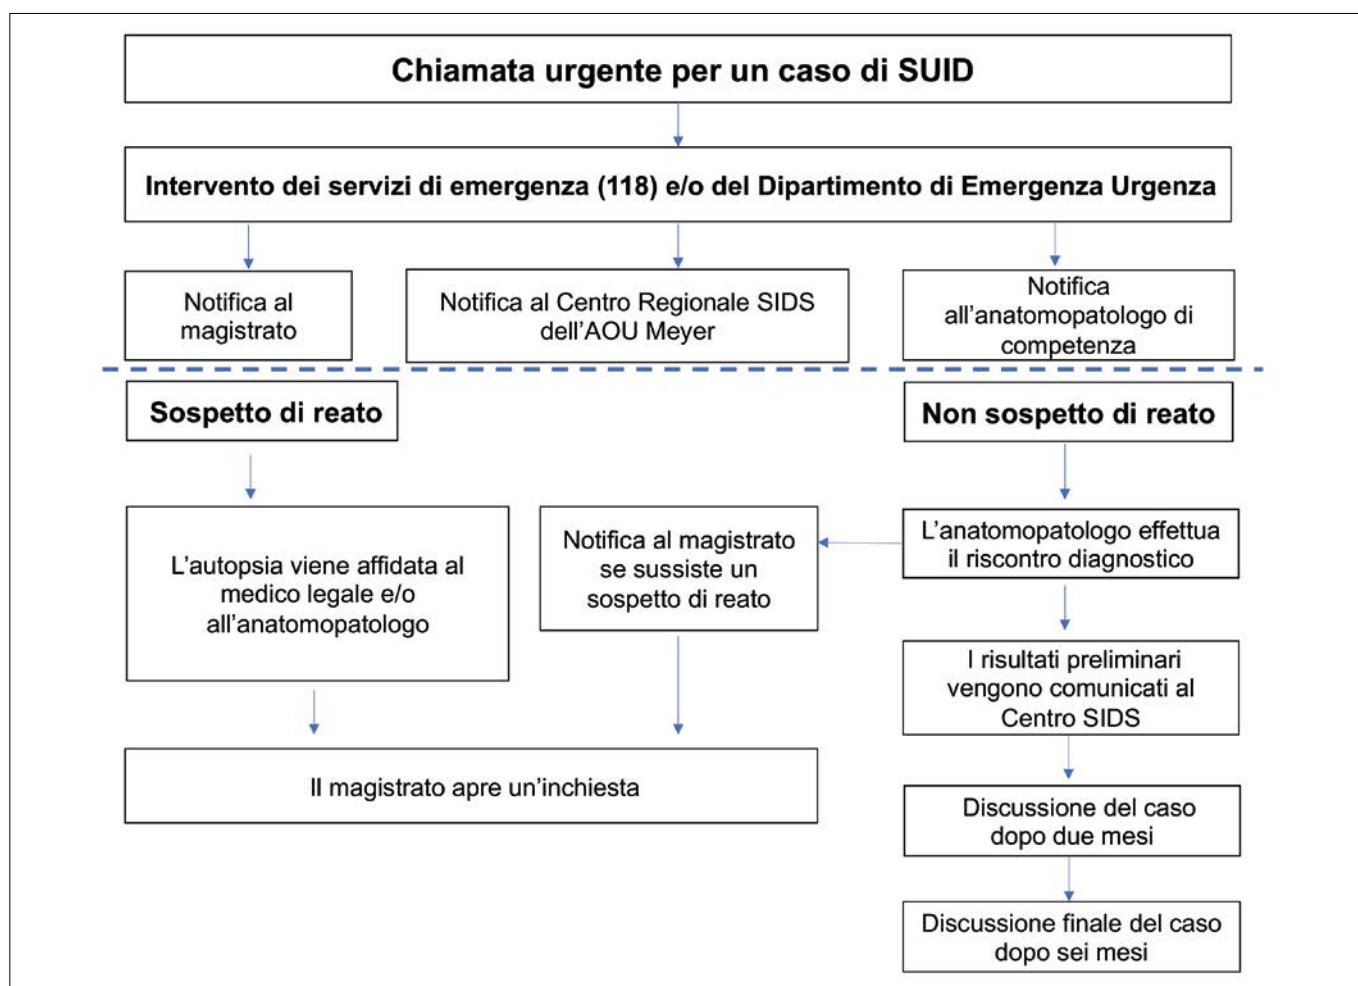 Chiamata urgente per un caso di SUID
Intervento dei servizi di emergenza (118) e/o del Dipartimento di Emergenza Urgenza
Notifica al
magistrato
Notifica al Centro Regionale SIDS
dell'AOU Meyer
Notifica
all'anatomopatologo di
competenza
Sospetto di reato
Non sospetto di reato
L'autopsia viene affidata al
medico legale e/o
all'anatomopatologo
Notifica al magistrato
se sussiste un
sospetto di reato
L'anatomopatologo effettua
il riscontro diagnostico
I risultati preliminari
vengono comunicati al
Centro SIDS
Il magistrato apre un'inchiesta
Discussione del caso
dopo due mesi
Discussione finale del caso
dopo sei mesi